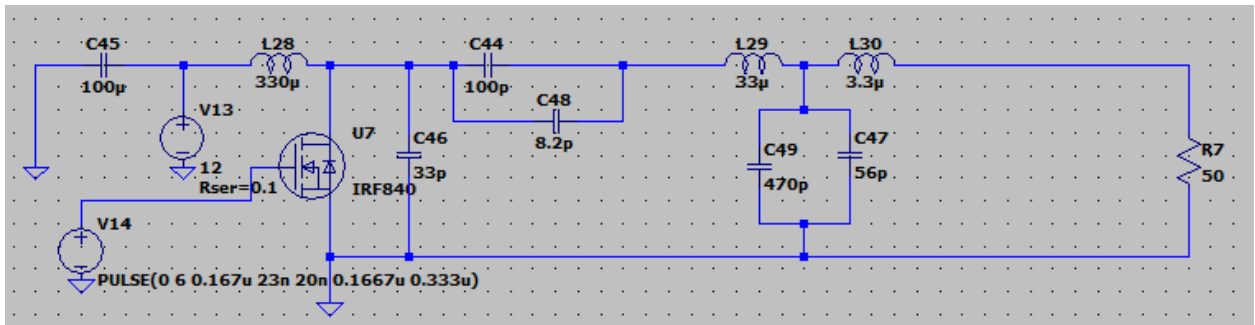 C45
100µ
L28
330µ
C44
100p
C48
8.2p
L29
33µ
L30
3.3µ
V13
12
Rser=0.1
U7
IRF840
C46
33p
C49
470p
C47
56p
R7
50
V14
PULSE(0 6 0.167u 23n 20n 0.1667u 0.333u)